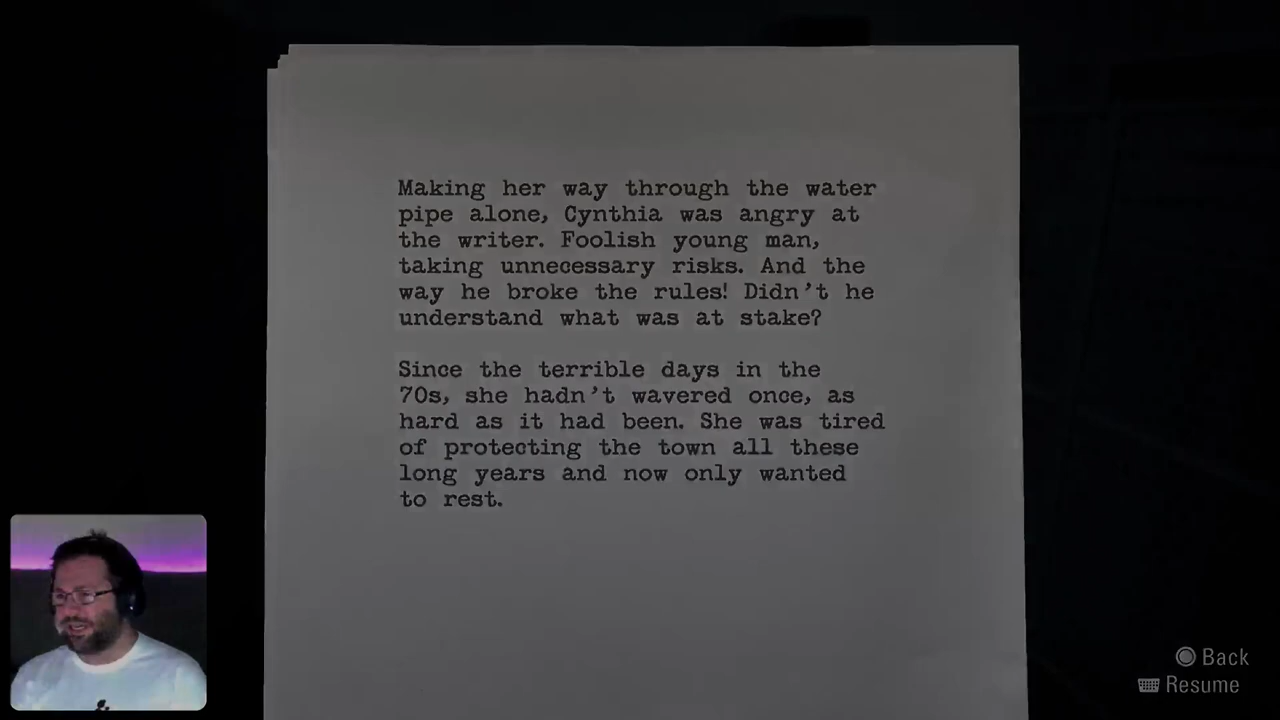 Making her way through the water
pipe alone, Cynthia was angry at
the writer. Foolish young man,
taking unnecessary risks. And the
way he broke the rules! Didn't he
understand what was at stake?
Since the terrible days in the
70s, she hadn't wavered once, as
hard as it had been. She was tired
of protecting the town all these
long years and now only wanted
to rest.
Back
Resume